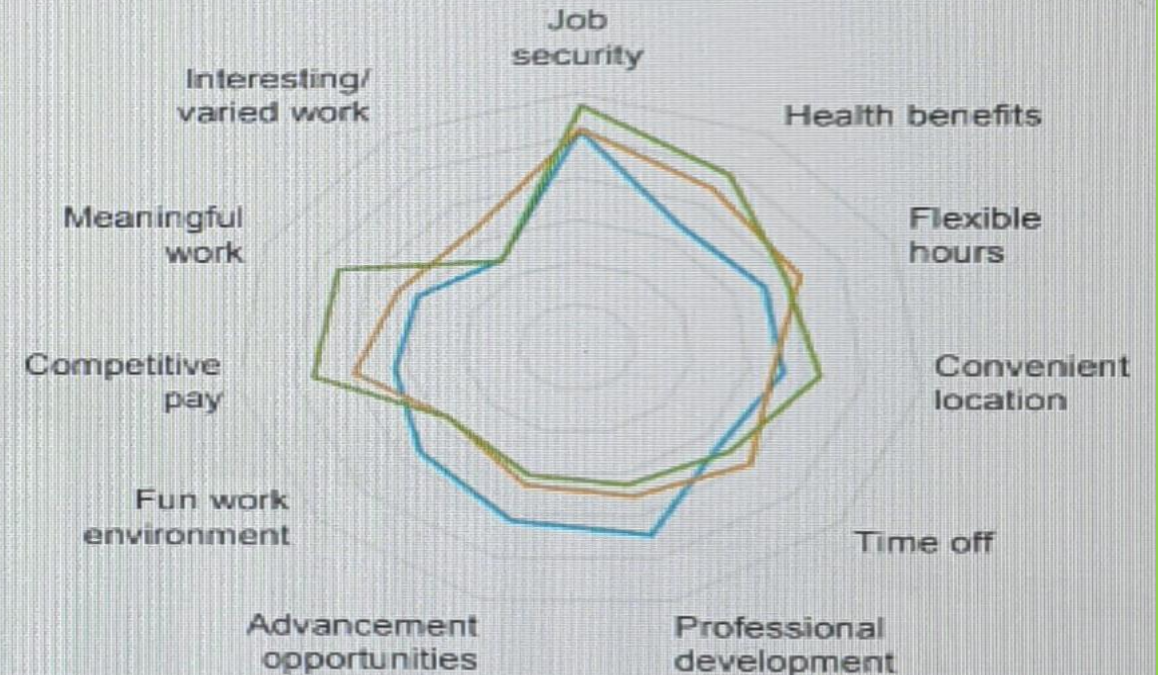 Job
security
Interesting/
varied work
Health benefits
Meaningful
work
Flexible
hours
Competitive
pay
Convenient
location
Fun work
environment
Time off
Advancement
opportunities
Professional
development